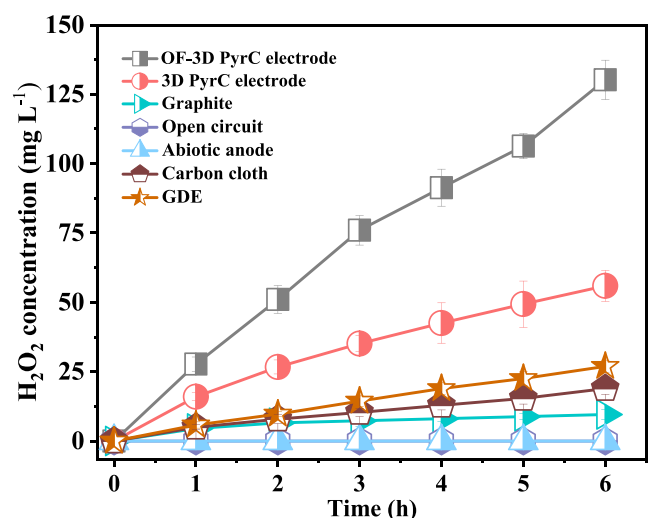 150
125
100
75
50
25
0
H₂O₂ concentration (mg L⁻¹)
OF-3D PyrC electrode
3D PyrC electrode
Graphite
Open circuit
Abiotic anode
Carbon cloth
GDE
0 1 2 3 4 5 6
Time (h)